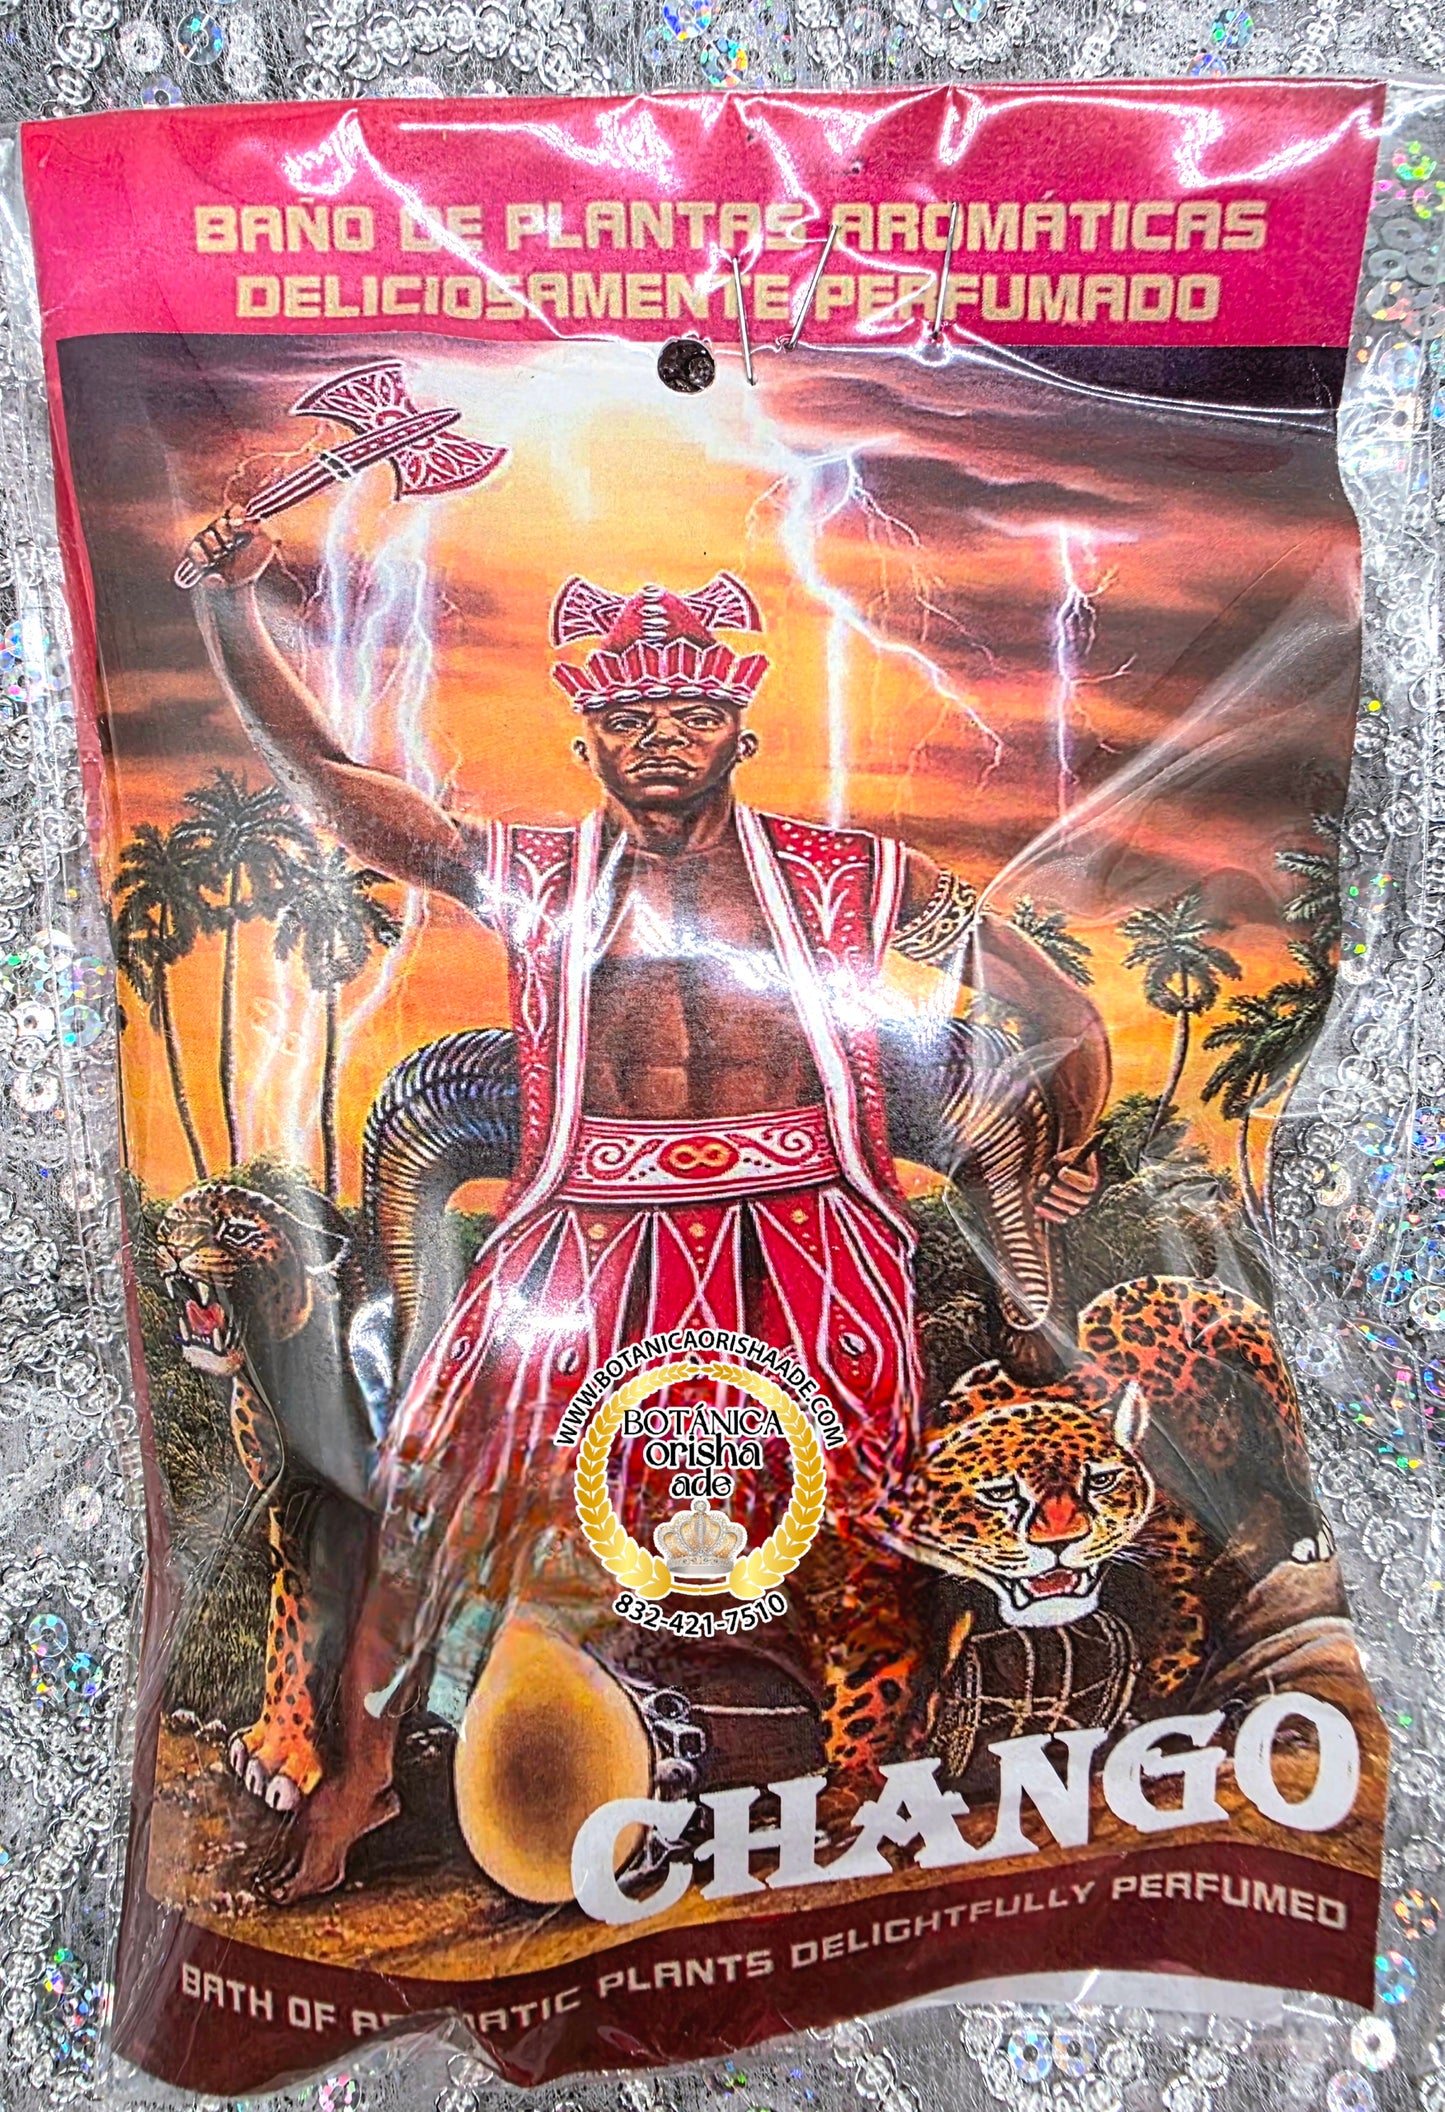 BAÑO DE PLANTAS AROMÁTICAS
DELICIOSAMENTE PERFUMADO
WWW.BOTANICAORISHAADE.COM
BOTÁNICA
orisha
ade
832-421-7510
CHANGO
BATH OF AROMATIC PLANTS DELIGHTFULLY PERFUMED